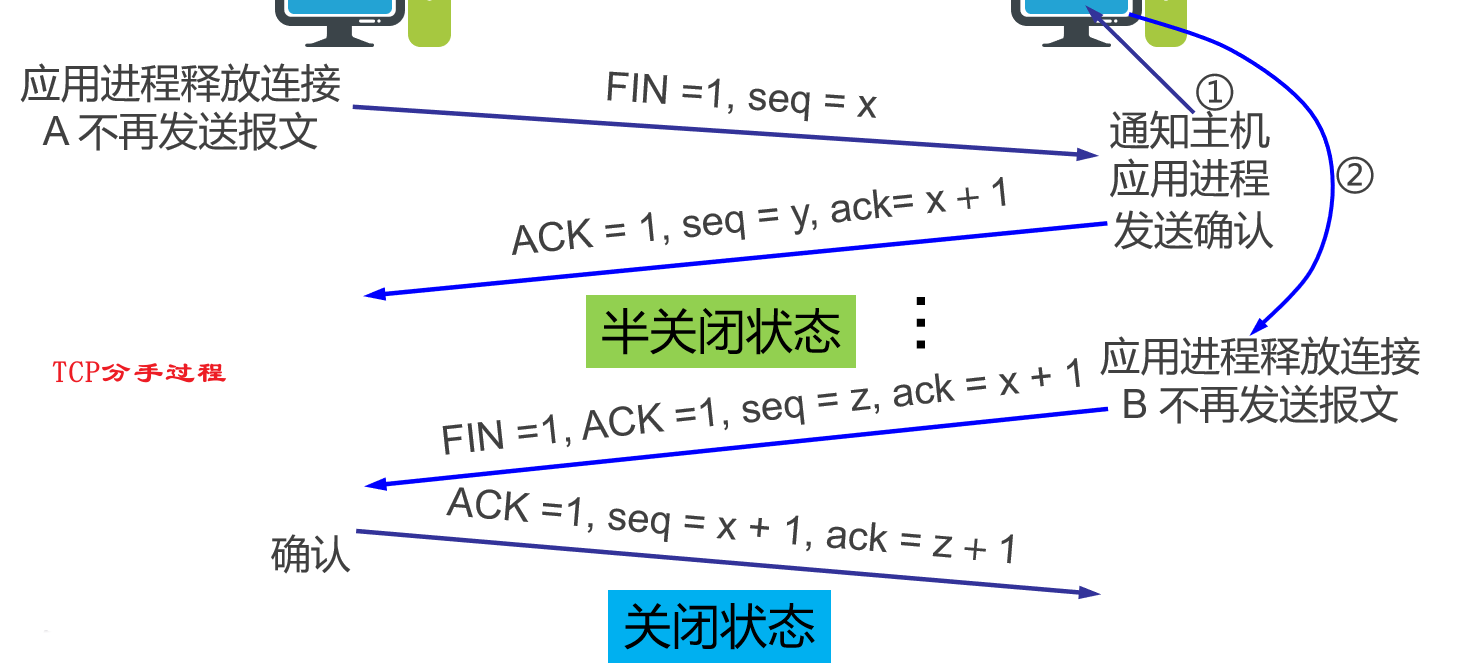 应用进程释放连接
A 不再发送报文
FIN =1, seq = x
①
通知主机
应用进程
发送确认
②
ACK = 1, seq = y, ack= x + 1
半关闭状态
⋮
应用进程释放连接
B 不再发送报文
TCP分手过程
FIN =1, ACK =1, seq = z, ack = x + 1
ACK =1, seq = x + 1, ack = z + 1
确认
关闭状态